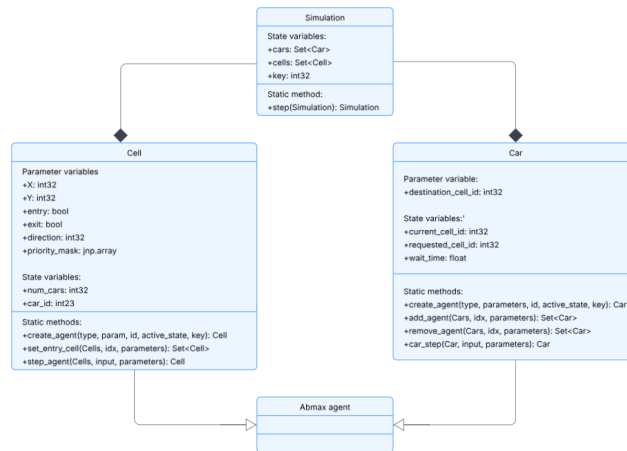 Simulation
State variables:
+cars: Set<Car>
+cells: Set<Cell>
+key: int32
Static method:
+step(Simulation): Simulation
Cell
Parameter variables
+X: int32
+Y: int32
+entry: bool
+exit: bool
+direction: int32
+priority_mask: jnp.array
State variables:
+num_cars: int32
+car_id: int23
Static methods:
+create_agent(type, param, id, active_state, key): Cell
+set_entry_cell(Cells, idx, parameters): Set<Cell>
+step_agent(Cells, input, parameters): Cell
Car
Parameter variable:
+destination_cell_id: int32
State variables:'
+current_cell_id: int32
+requested_cell_id: int32
+wait_time: float
Static methods:
+create_agent(type, parameters, id, active_state, key): Car
+add_agent(Cars, idx, parameters): Set<Car>
+remove_agent(Cars, idx, parameters): Set<Car>
+car_step(Car, input, parameters): Car
Abmax agent